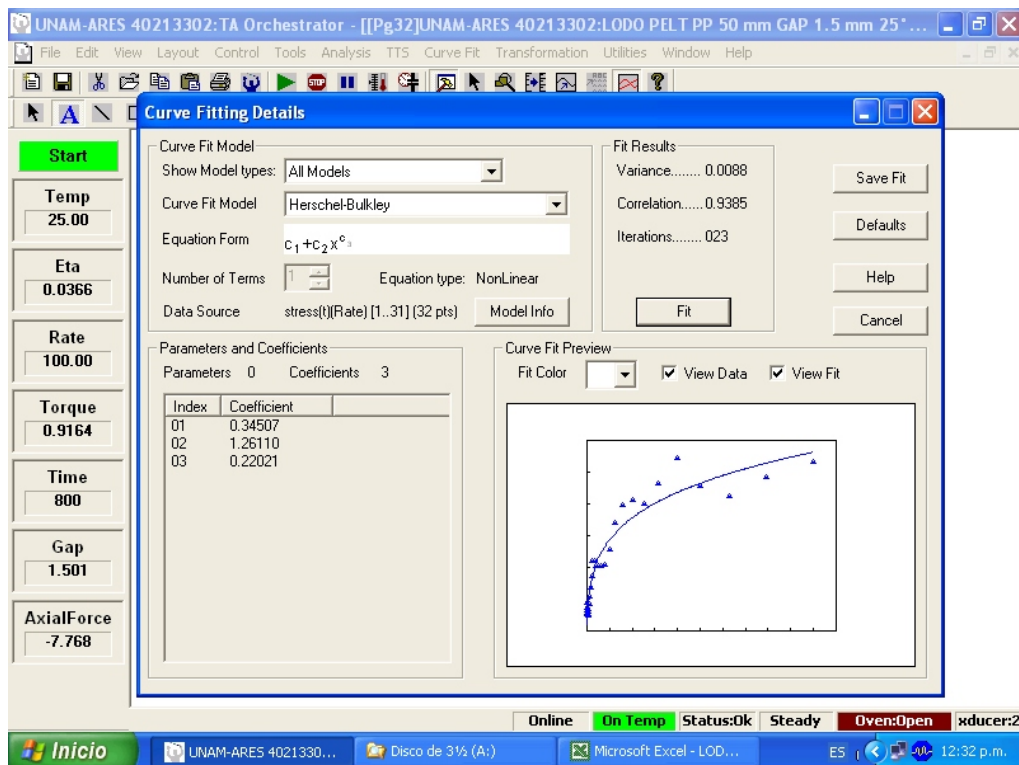 UNAM-ARES 40213302:TA Orchestrator - [[Pg32]UNAM-ARES 40213302:LODO PELT PP 50 mm GAP 1.5 mm 25°...
File Edit View Layout Control Tools Analysis TTS Curve Fit Transformation Utilities Window Help
Curve Fitting Details
Start
Temp
25.00
Eta
0.0366
Rate
100.00
Torque
0.9164
Time
800
Gap
1.501
AxialForce
-7.768
Curve Fit Model
Show Model types: All Models
Curve Fit Model Herschel-Bulkley
Equation Form c₁+c₂x^c₃
Number of Terms 1 Equation type: NonLinear
Data Source stress(t)(Rate) [1..31] (32 pts) Model Info
Fit Results
Variance........ 0.0088
Correlation......0.9385
Iterations........ 023
Fit
Save Fit
Defaults
Help
Cancel
Parameters and Coefficients
Parameters 0 Coefficients 3
Index Coefficient
01 0.34507
02 1.26110
03 0.22021
Curve Fit Preview
Fit Color View Data View Fit
Online On Temp Status:Ok Steady Oven:Open xducer:2
Inicio UNAM-ARES 4021330... Disco de 3½ (A:) Microsoft Excel - LOD... ES 12:32 p.m.